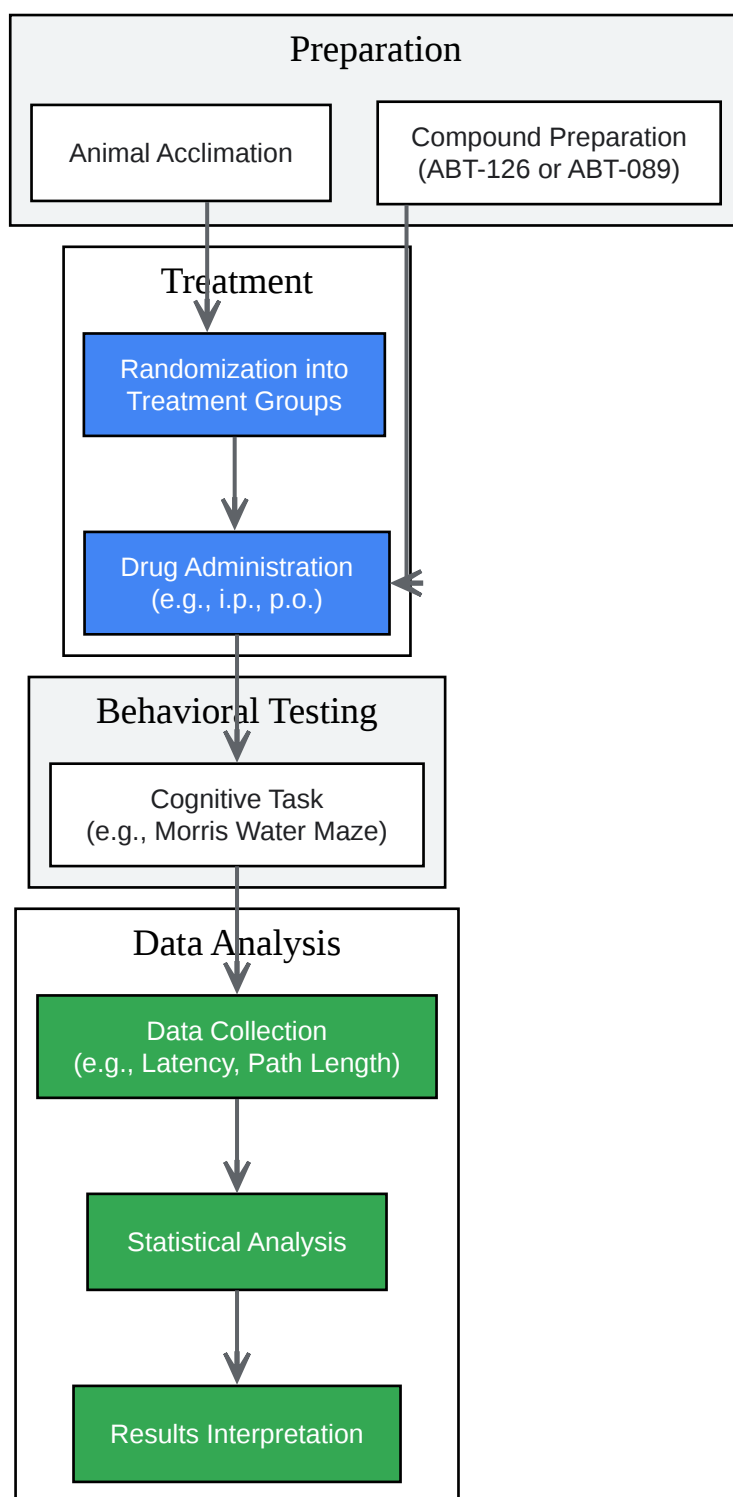 Preparation
Animal Acclimation
Compound Preparation
(ABT-126 or ABT-089)
Treatment
Randomization into
Treatment Groups
Drug Administration
(e.g., i.p., p.o.)
Behavioral Testing
Cognitive Task
(e.g., Morris Water Maze)
Data Analysis
Data Collection
(e.g., Latency, Path Length)
Statistical Analysis
Results Interpretation